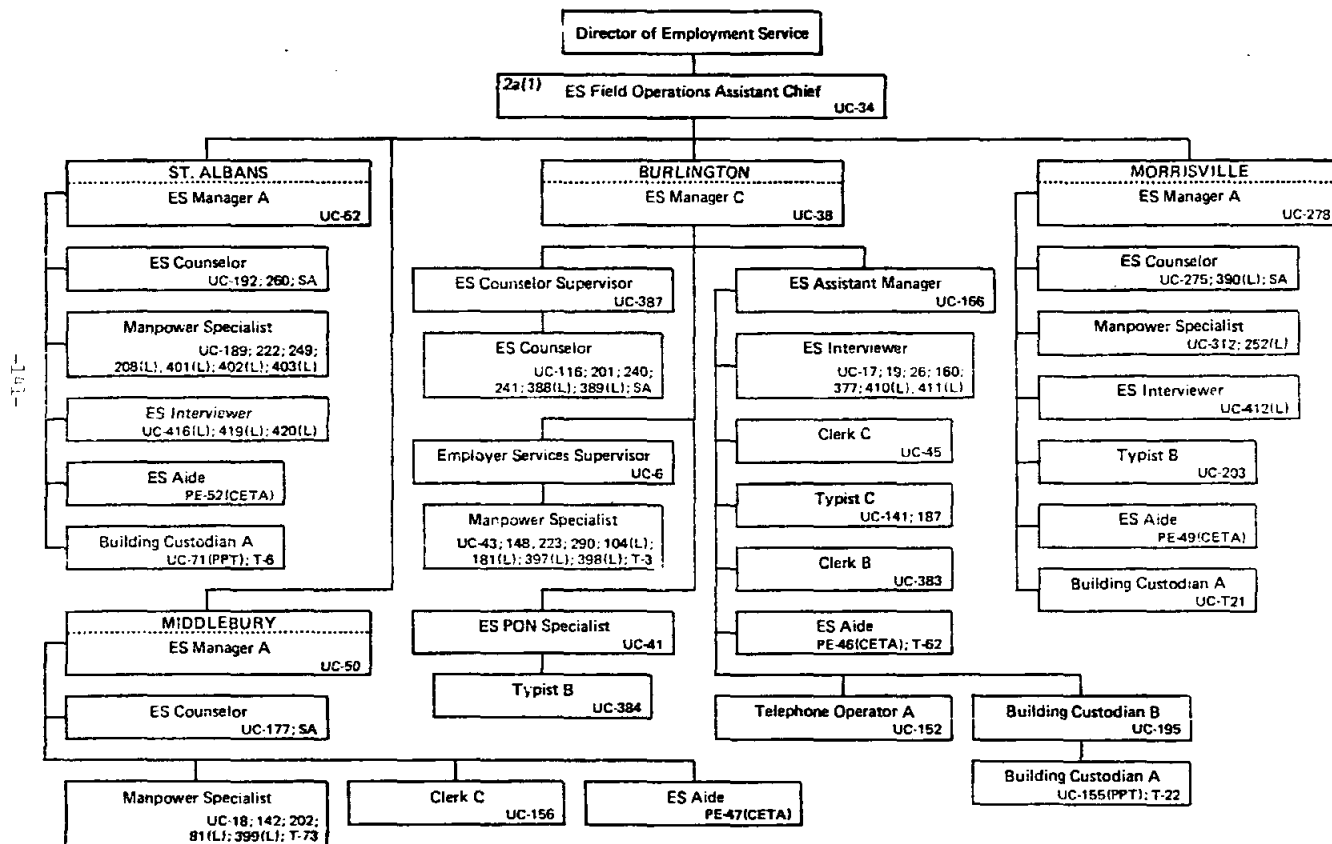 Director of Employment Service
2a(1)
ES Field Operations Assistant Chief
UC-34
ST. ALBANS
ES Manager A
UC-52
ES Counselor
UC-192; 260; SA
Manpower Specialist
UC-189; 222; 249;
208(L), 401(L); 402(L); 403(L)
ES Interviewer
UC-416(L); 419(L); 420(L)
ES Aide
PE-52(CETA)
Building Custodian A
UC-71(PPT); T-6
MIDDLEBURY
ES Manager A
UC-50
ES Counselor
UC-177; SA
Manpower Specialist
UC-18; 142; 202;
81(L); 399(L); T-73
Clerk C
UC-156
ES Aide
PE-47(CETA)
BURLINGTON
ES Manager C
UC-38
ES Counselor Supervisor
UC-387
ES Counselor
UC-116; 201; 240;
241; 388(L); 389(L); SA
Employer Services Supervisor
UC-6
Manpower Specialist
UC-43; 148, 223; 290; 104(L);
181(L); 397(L); 398(L); T-3
ES PON Specialist
UC-41
Typist B
UC-384
ES Assistant Manager
UC-166
ES Interviewer
UC-17; 19; 26; 160;
377; 410(L), 411(L)
Clerk C
UC-45
Typist C
UC-141; 187
Clerk B
UC-383
ES Aide
PE-46(CETA); T-62
Telephone Operator A
UC-152
Building Custodian B
UC-195
Building Custodian A
UC-155(PPT); T-22
MORRISVILLE
ES Manager A
UC-278
ES Counselor
UC-275; 390(L); SA
Manpower Specialist
UC-312; 252(L)
ES Interviewer
UC-412(L)
Typist B
UC-203
ES Aide
PE-49(CETA)
Building Custodian A
UC-T21